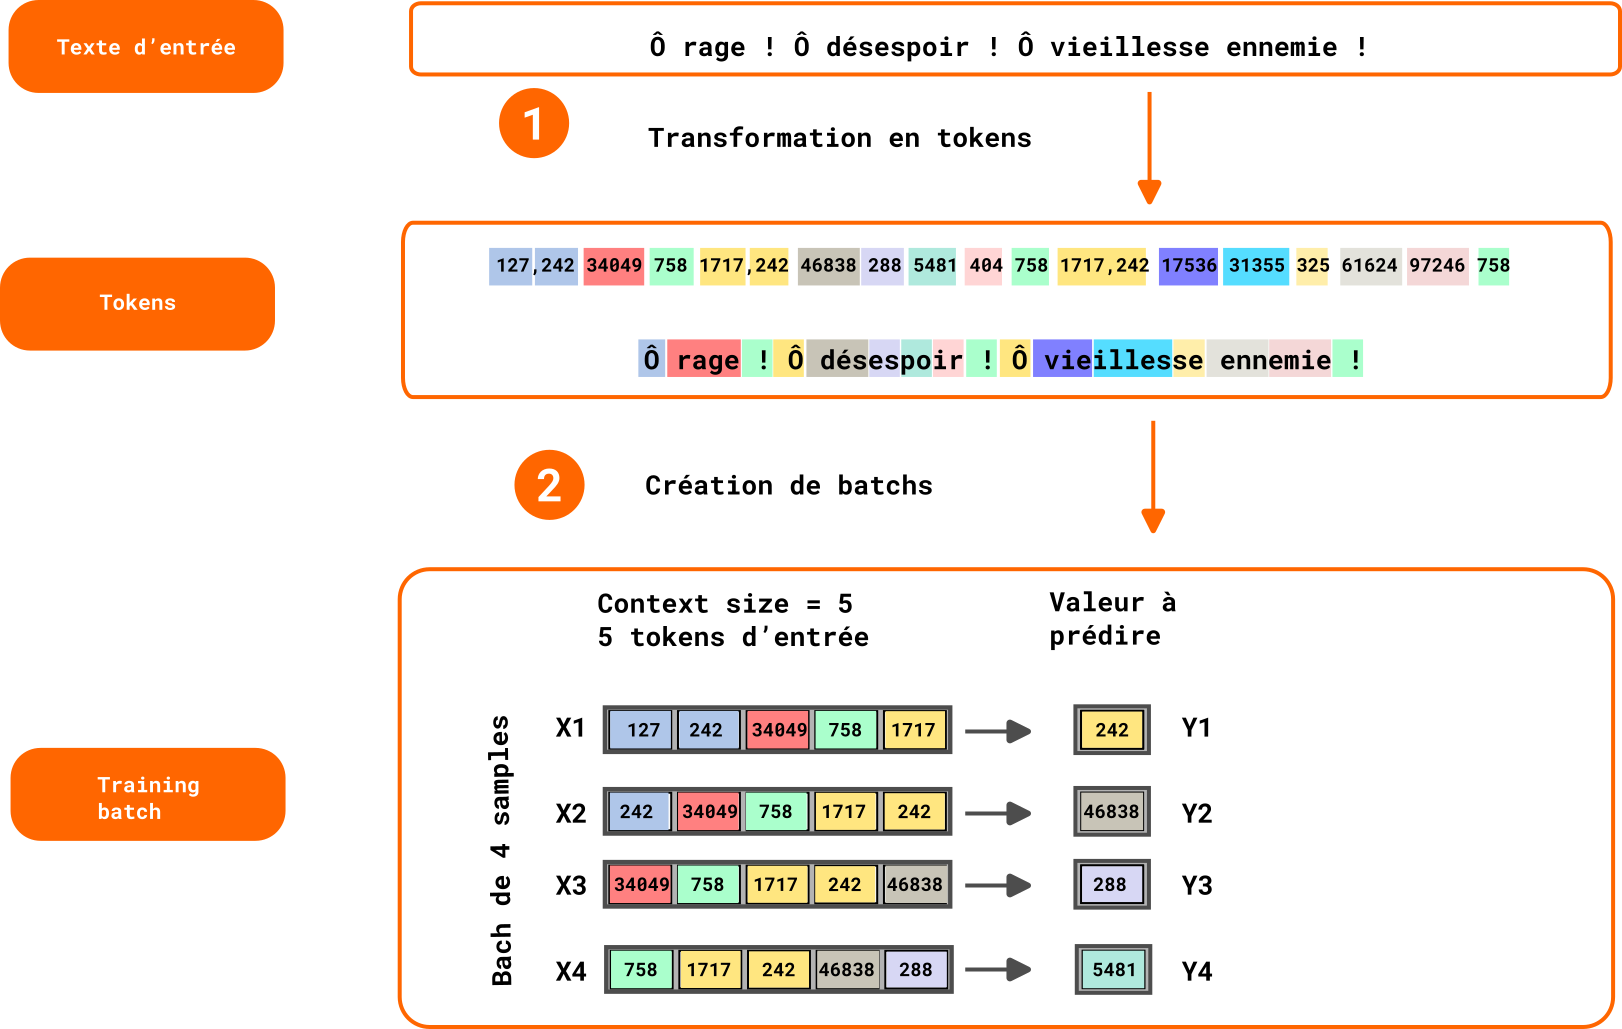 Texte d’entrée
Ô rage ! Ô désespoir ! Ô vieillesse ennemie !
1
Transformation en tokens
Tokens
127,242 34049 758 1717,242 46838 288 5481 404 758 1717,242 17536 31355 325 61624 97246 758
Ô rage ! Ô désespoir ! Ô vieillesse ennemie !
2
Création de batchs
Training
batch
Context size = 5
5 tokens d’entrée
Valeur à
prédire
Bach de 4 samples
X1 127 242 34049 758 1717 242 Y1
X2 242 34049 758 1717 242 46838 Y2
X3 34049 758 1717 242 46838 288 Y3
X4 758 1717 242 46838 288 5481 Y4